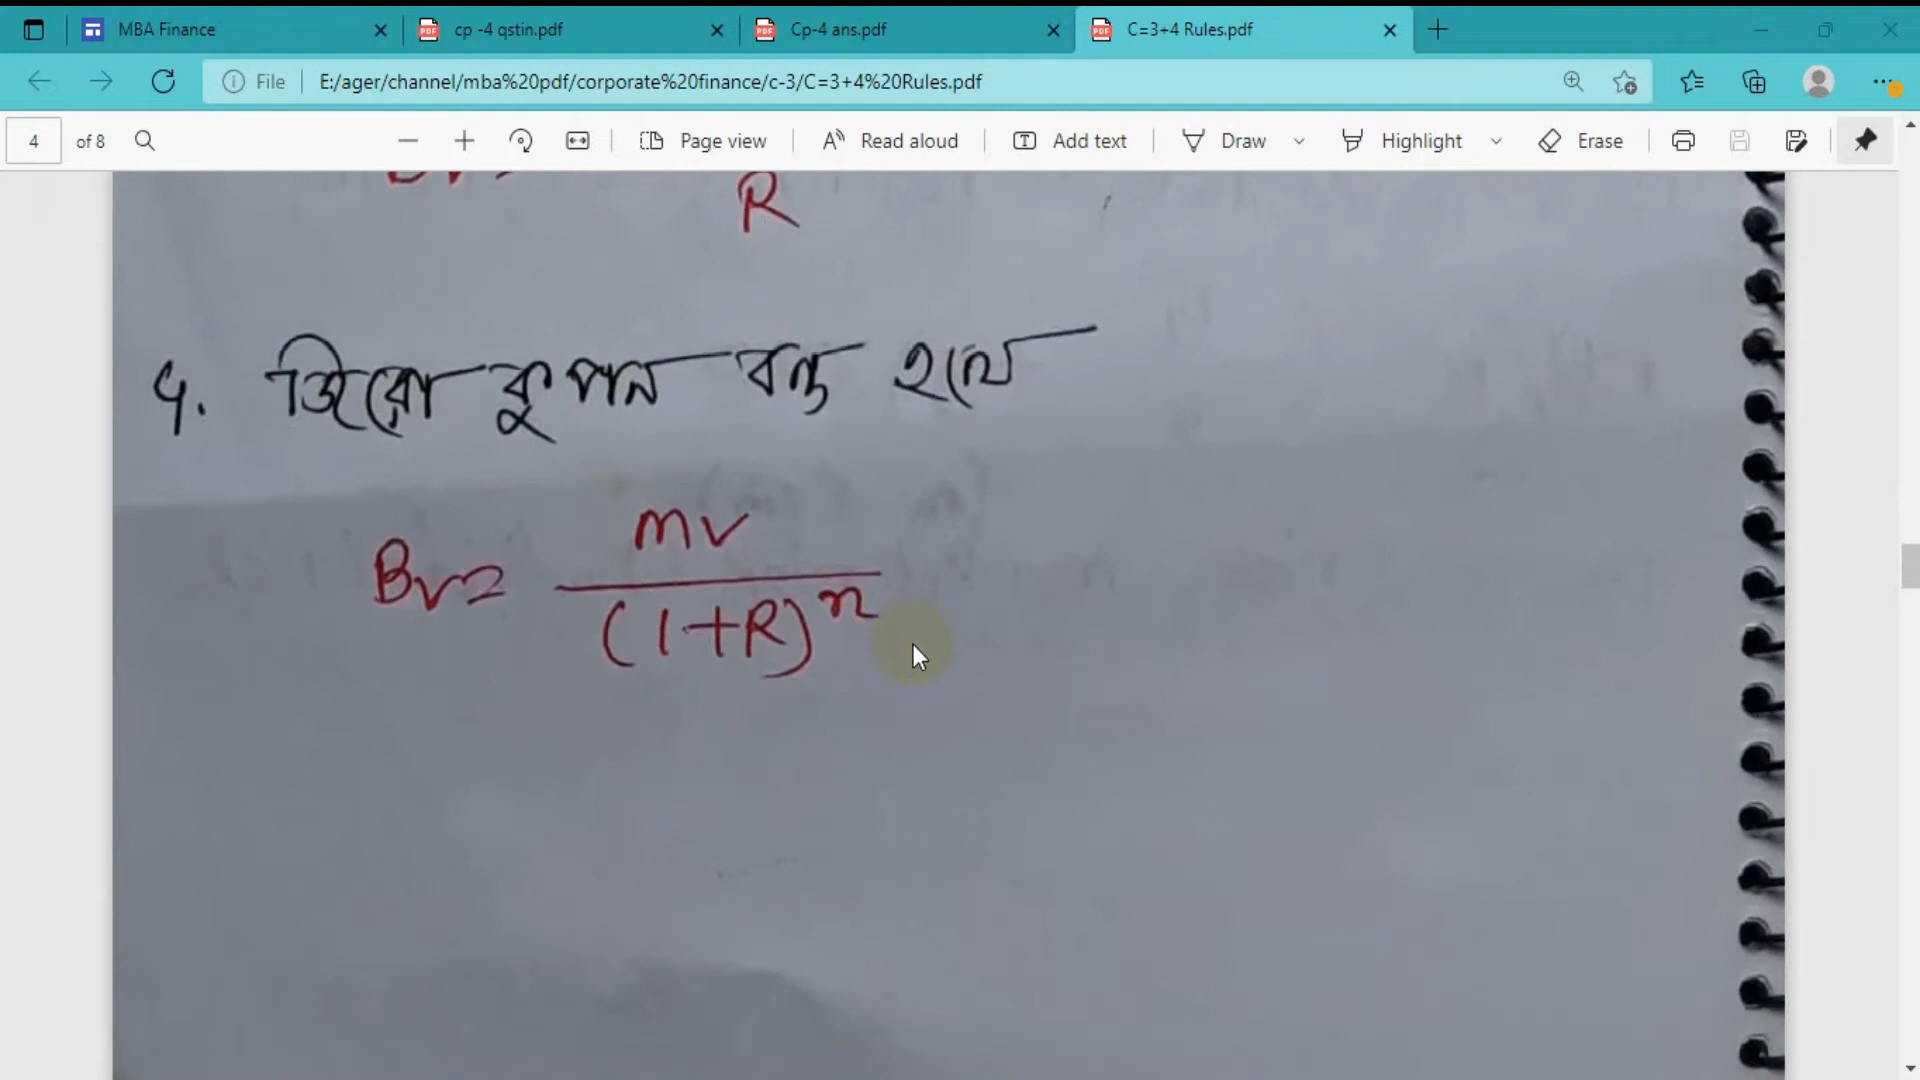 MBA Finance
cp -4 qstin.pdf
Cp-4 ans.pdf
C=3+4 Rules.pdf
File
E:/ager/channel/mba%20pdf/corporate%20finance/c-3/C=3+4%20Rules.pdf
4 of 8
Page view
Read aloud
Add text
Draw
Highlight
Erase
R
৭. জিরো কুপন বন্ড হলে
Bv= mv
(1+R)^n